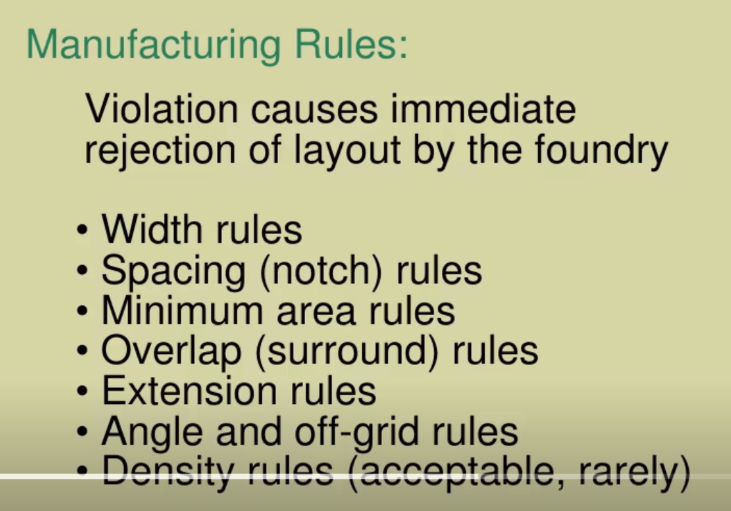 Manufacturing Rules:
Violation causes immediate
rejection of layout by the foundry
• Width rules
• Spacing (notch) rules
• Minimum area rules
• Overlap (surround) rules
• Extension rules
• Angle and off-grid rules
• Density rules (acceptable, rarely)